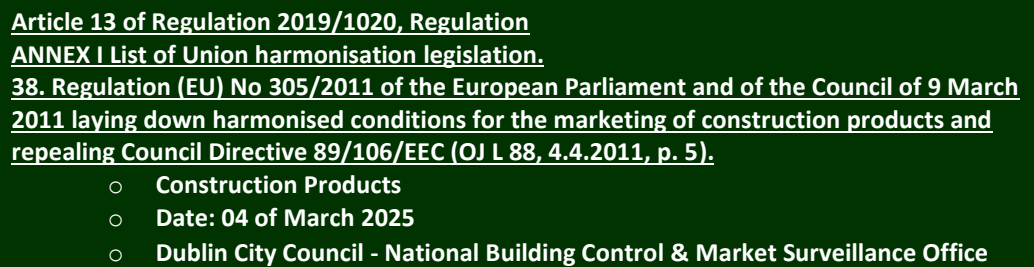 Article 13 of Regulation 2019/1020, Regulation
ANNEX I List of Union harmonisation legislation.
38. Regulation (EU) No 305/2011 of the European Parliament and of the Council of 9 March
2011 laying down harmonised conditions for the marketing of construction products and
repealing Council Directive 89/106/EEC (OJ L 88, 4.4.2011, p. 5).
o Construction Products
o Date: 04 of March 2025
o Dublin City Council - National Building Control & Market Surveillance Office